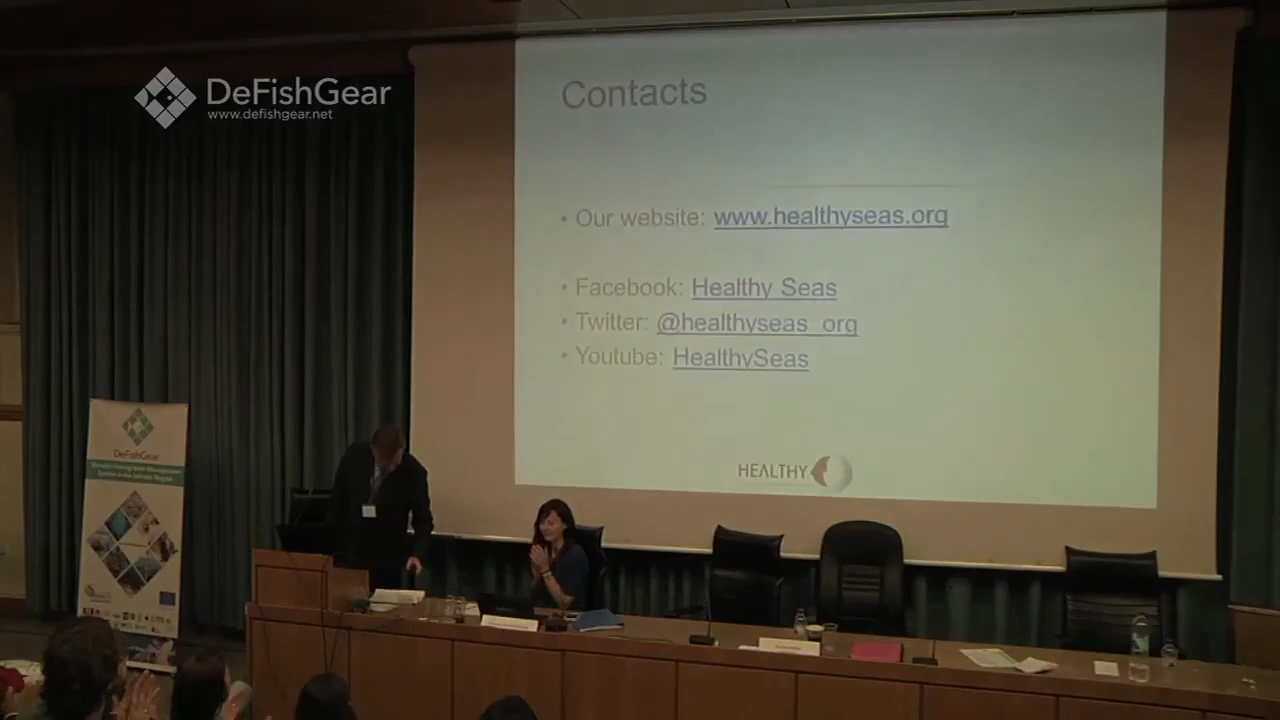 DeFishGear
www.defishgear.net
Contacts
• Our website: www.healthyseas.org
• Facebook: Healthy Seas
• Twitter: @healthyseas_org
• Youtube: HealthySeas
HEALTHY
DeFishGear